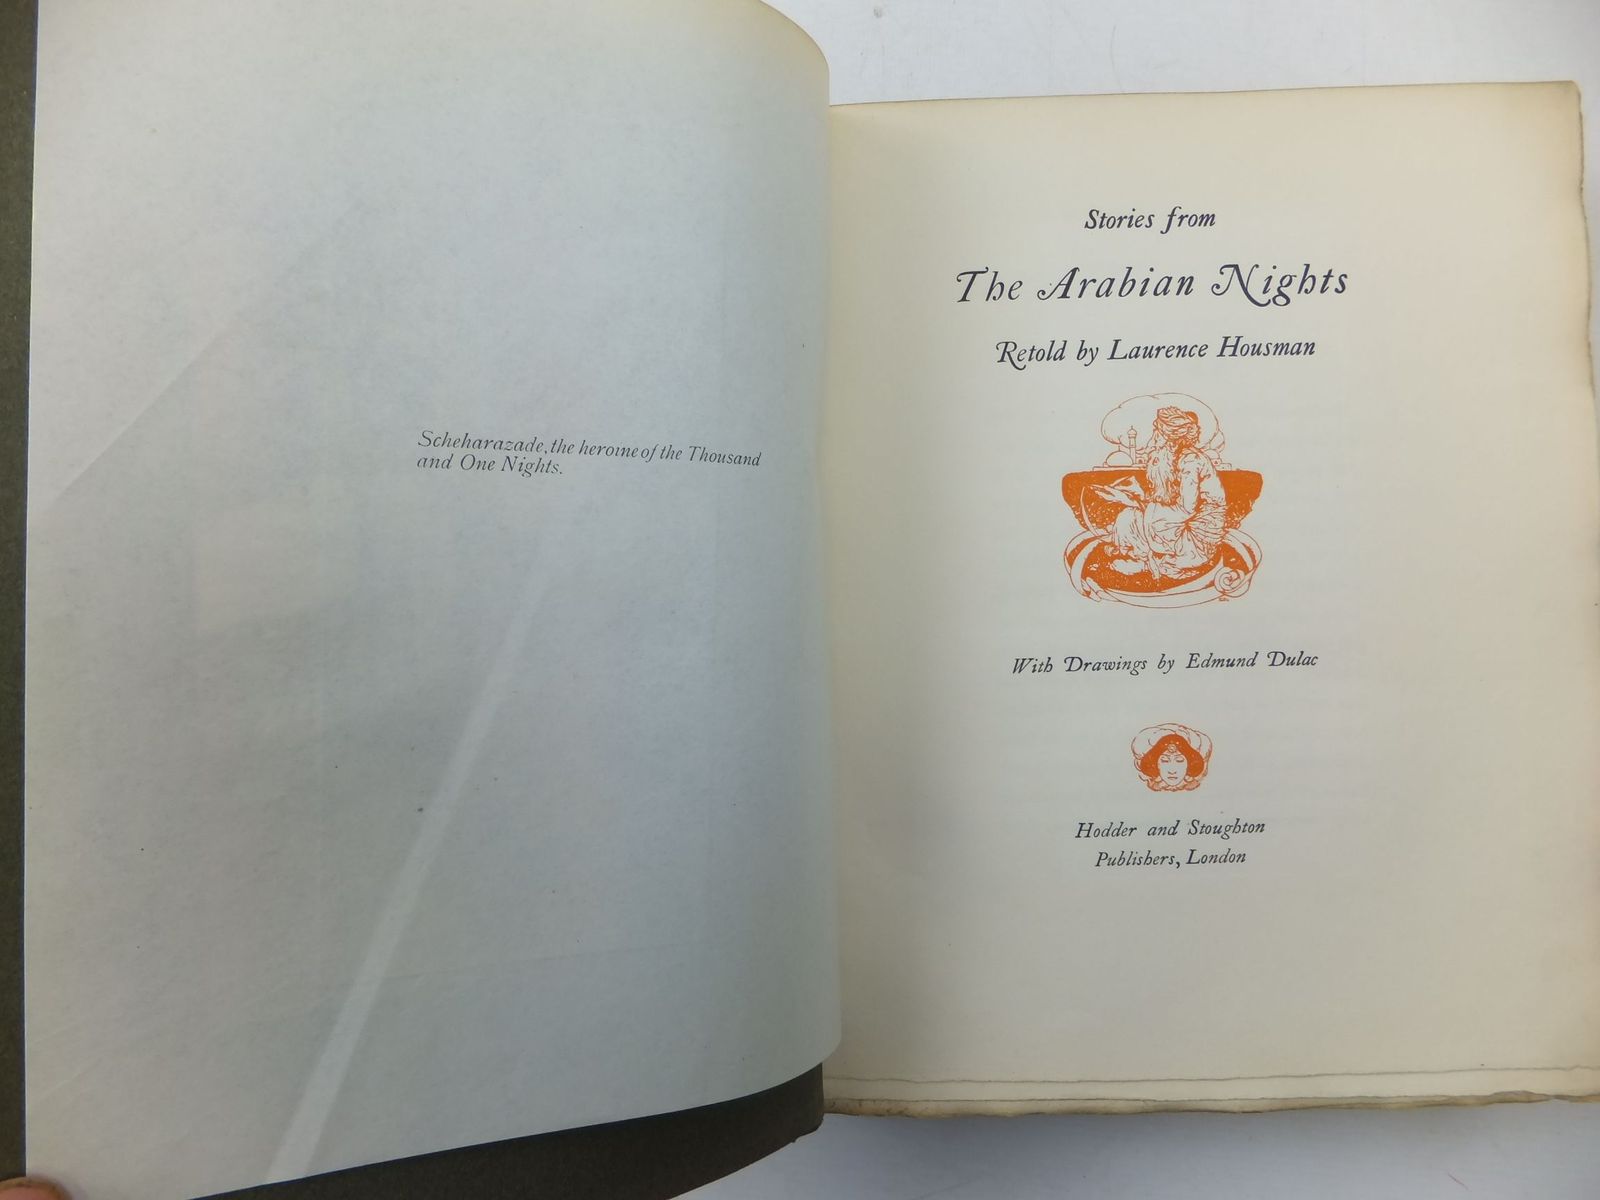 Scheharazade, the heroine of the Thousand
and One Nights.
Stories from
The Arabian Nights
Retold by Laurence Housman
With Drawings by Edmund Dulac
Hodder and Stoughton
Publishers, London